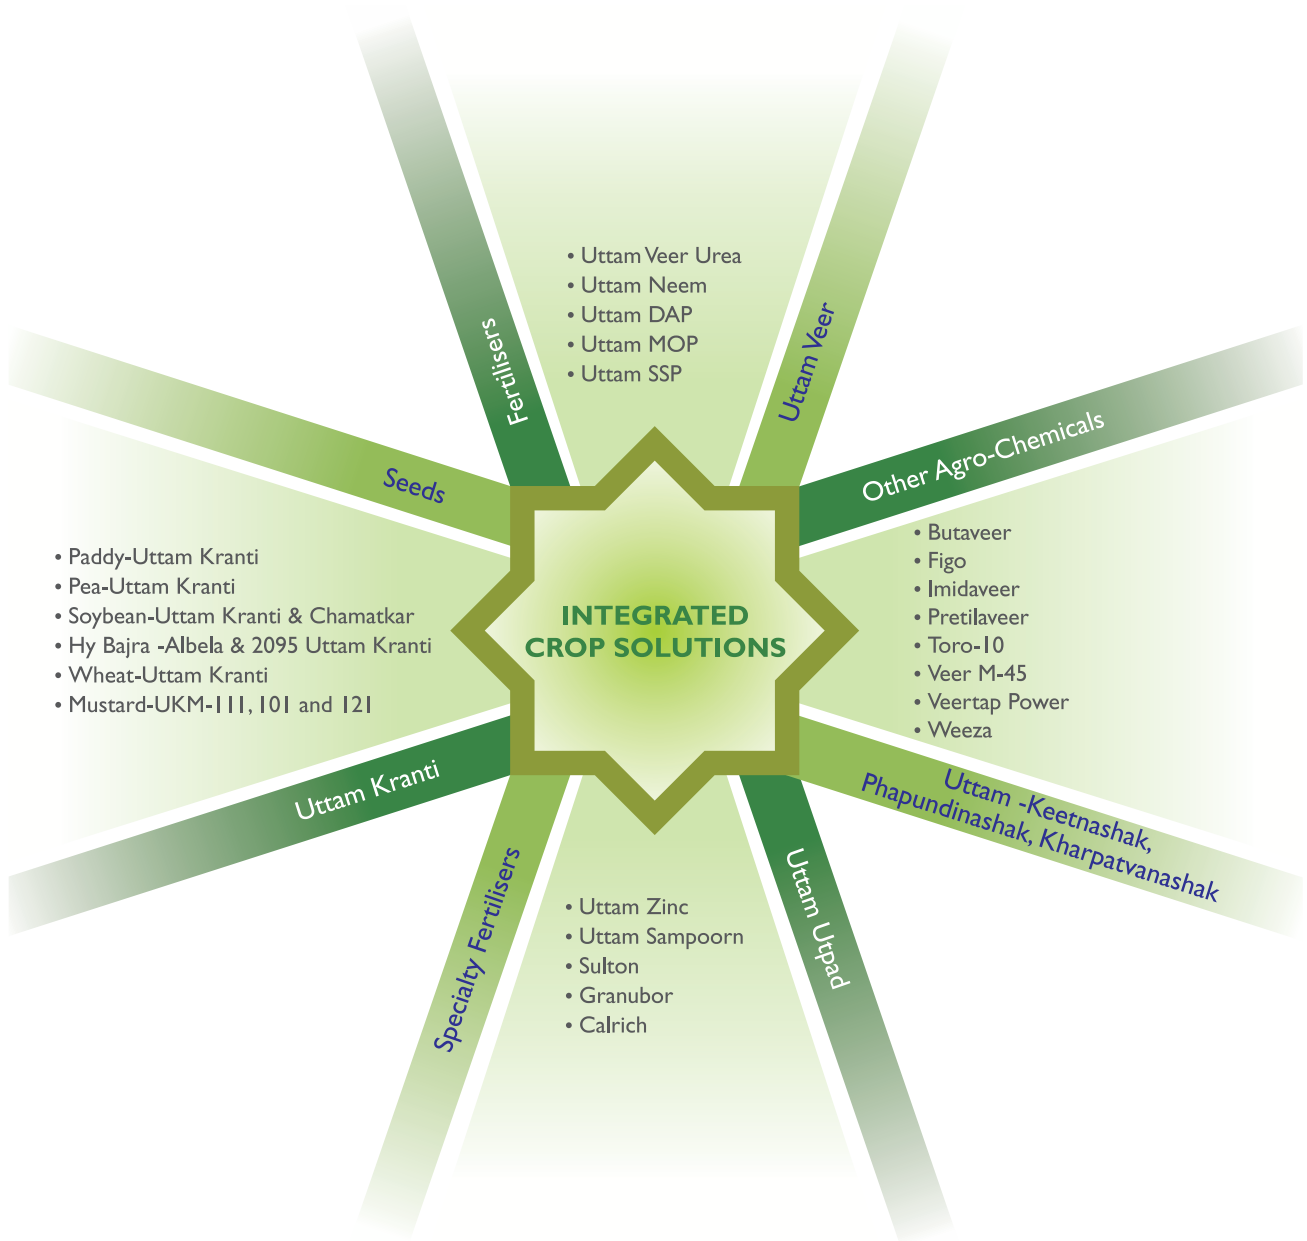 Fertilisers
• Uttam Veer Urea
• Uttam Neem
• Uttam DAP
• Uttam MOP
• Uttam SSP
Uttam Veer
Seeds
• Paddy-Uttam Kranti
• Pea-Uttam Kranti
• Soybean-Uttam Kranti & Chamatkar
• Hy Bajra -Albela & 2095 Uttam Kranti
• Wheat-Uttam Kranti
• Mustard-UKM-111, 101 and 121
Uttam Kranti
INTEGRATED
CROP SOLUTIONS
Other Agro-Chemicals
• Butaveer
• Figo
• Imidaveer
• Pretilaveer
• Toro-10
• Veer M-45
• Veertap Power
• Weeza
Uttam -Keetnashak,
Phapundinashak, Kharpatvanashak
Specialty Fertilisers
• Uttam Zinc
• Uttam Sampoorn
• Sulton
• Granubor
• Calrich
Uttam Utpad